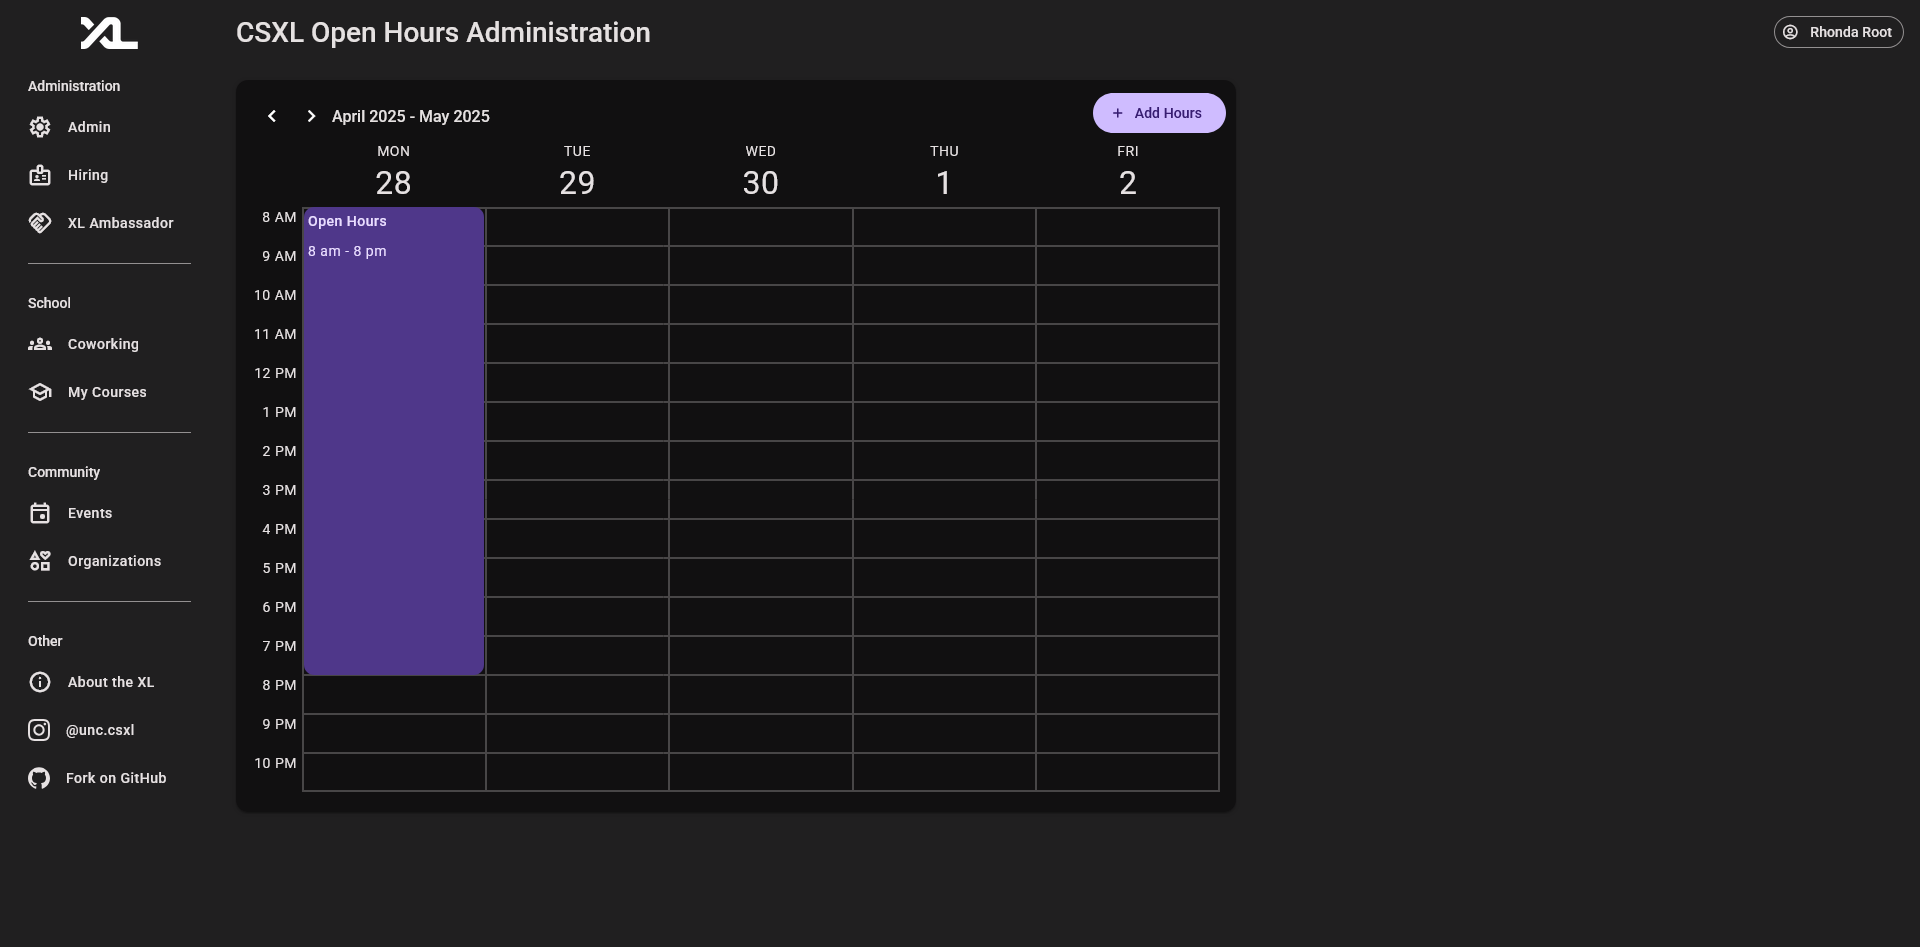 XL
CSXL Open Hours Administration
Rhonda Root
Administration
Admin
Hiring
XL Ambassador
School
Coworking
My Courses
Community
Events
Organizations
Other
About the XL
@unc.csxl
Fork on GitHub
April 2025 - May 2025
Add Hours
MON TUE WED THU FRI
28 29 30 1 2
8 AM
Open Hours
8 am - 8 pm
9 AM
10 AM
11 AM
12 PM
1 PM
2 PM
3 PM
4 PM
5 PM
6 PM
7 PM
8 PM
9 PM
10 PM